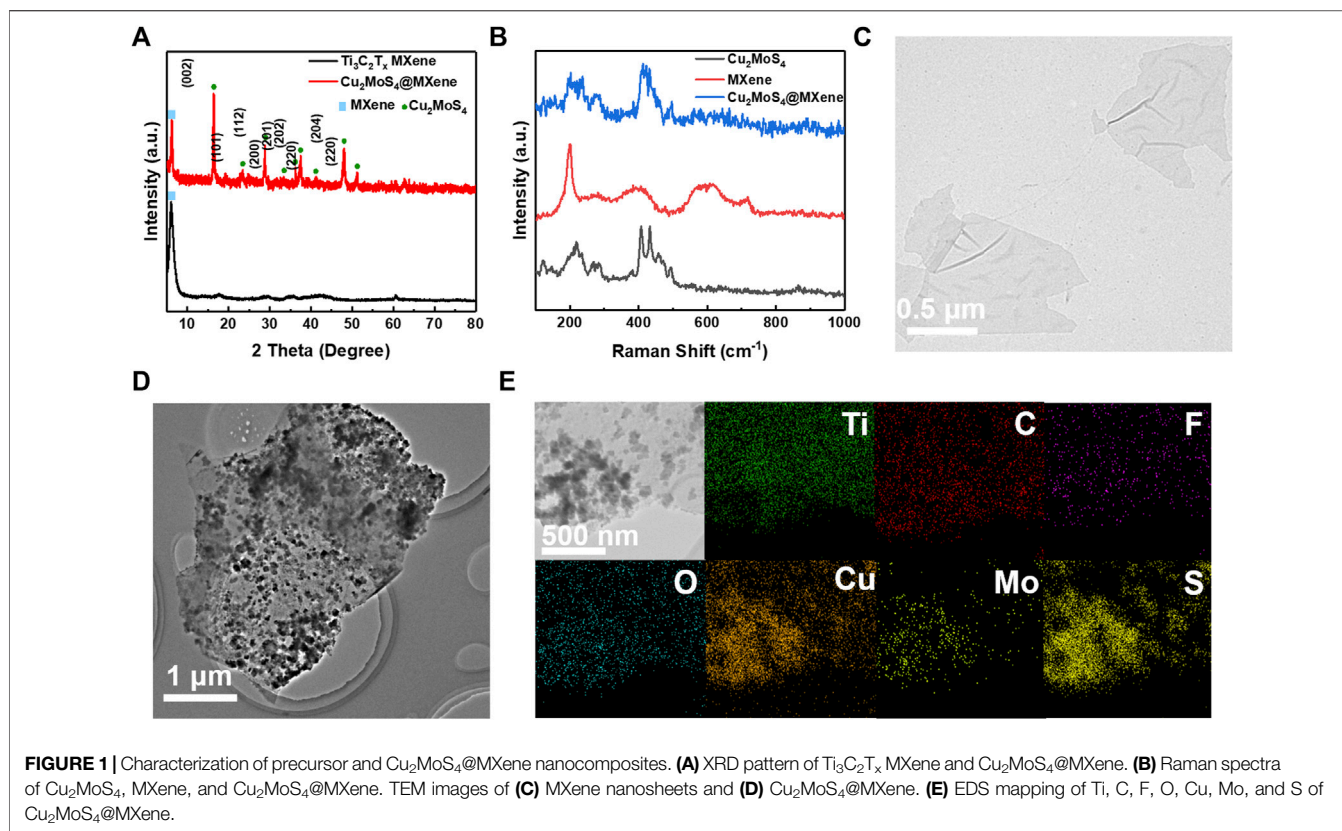 A
Ti₃C₂Tₓ MXene
Cu₂MoS₄@MXene
MXene Cu₂MoS₄
(002)
(101)
(112)
(200)
(201)
(202)
(220)
(204)
(220)
Intensity (a.u.)
10 20 30 40 50 60 70 80
2 Theta (Degree)
B
Cu₂MoS₄
MXene
Cu₂MoS₄@MXene
Intensity (a.u.)
200 400 600 800 1000
Raman Shift (cm⁻¹)
C
0.5 µm
D
1 µm
E
500 nm
Ti
C
F
O
Cu
Mo
S
FIGURE 1 | Characterization of precursor and Cu₂MoS₄@MXene nanocomposites. (A) XRD pattern of Ti₃C₂Tₓ MXene and Cu₂MoS₄@MXene. (B) Raman spectra
of Cu₂MoS₄, MXene, and Cu₂MoS₄@MXene. TEM images of (C) MXene nanosheets and (D) Cu₂MoS₄@MXene. (E) EDS mapping of Ti, C, F, O, Cu, Mo, and S of
Cu₂MoS₄@MXene.